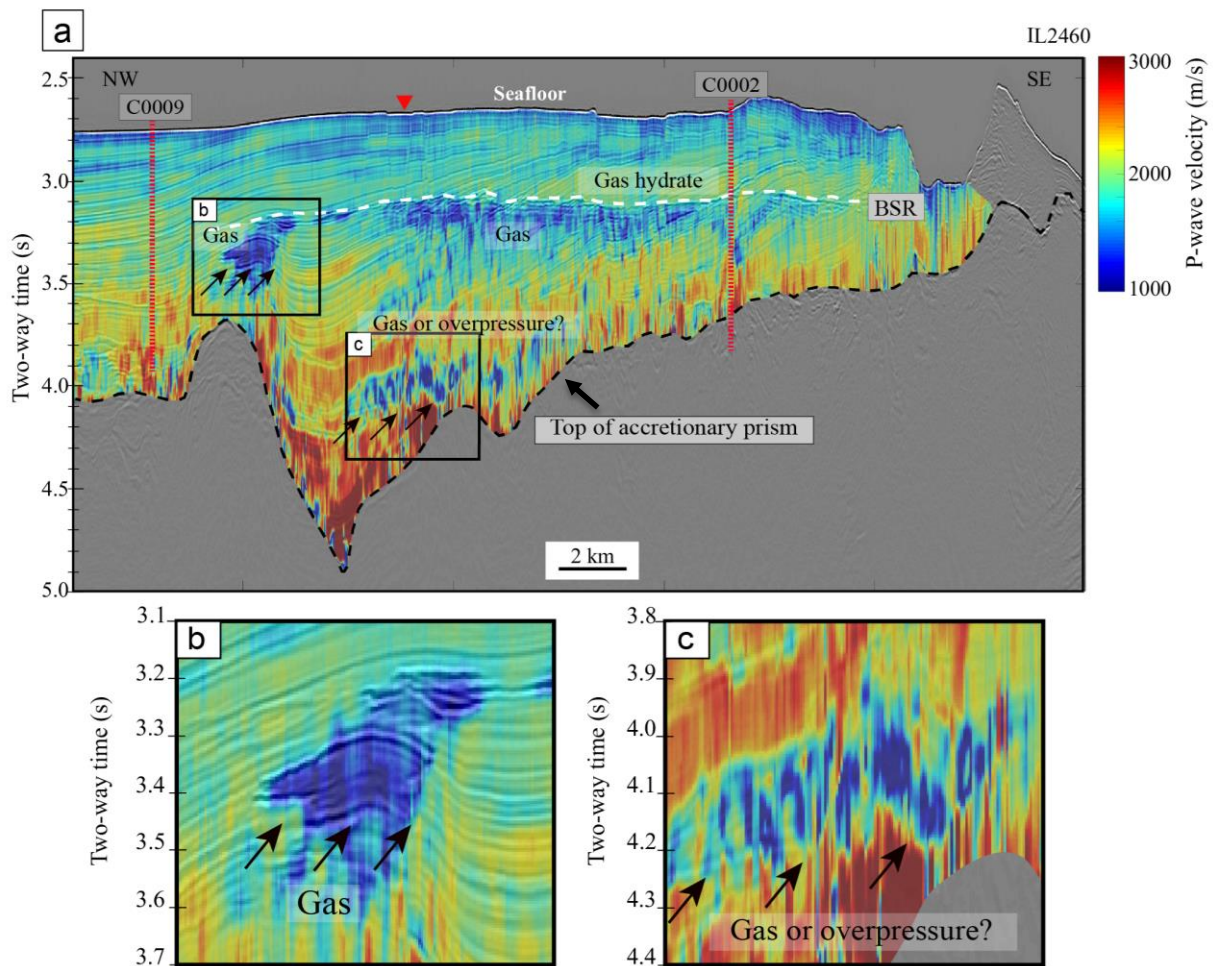 a
IL2460
NW
SE
C0009
C0002
Seafloor
Gas hydrate
BSR
b
Gas
Gas
Gas or overpressure?
c
Top of accretionary prism
2 km
Two-way time (s)
2.5
3.0
3.5
4.0
4.5
5.0
P-wave velocity (m/s)
3000
2000
1000
b
Two-way time (s)
3.1
3.2
3.3
3.4
3.5
3.6
3.7
Gas
c
Two-way time (s)
3.8
3.9
4.0
4.1
4.2
4.3
4.4
Gas or overpressure?